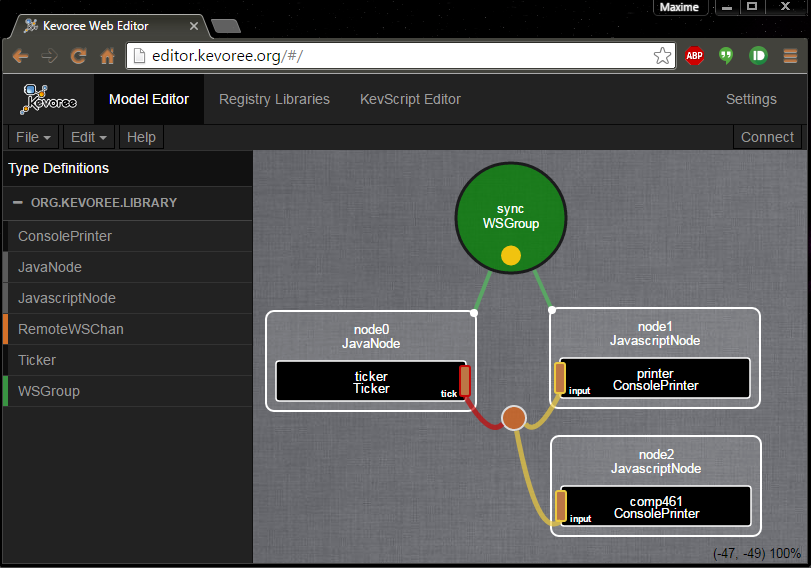 Maxime
Kevoree Web Editor
editor.kevoree.org/#/
ABP
Kevoree
Model Editor
Registry Libraries
KevScript Editor
Settings
File
Edit
Help
Connect
Type Definitions
ORG.KEVOREE.LIBRARY
ConsolePrinter
JavaNode
JavascriptNode
RemoteWSChan
Ticker
WSGroup
sync
WSGroup
node0
JavaNode
ticker
Ticker
tick
node1
JavascriptNode
printer
ConsolePrinter
input
node2
JavascriptNode
comp461
ConsolePrinter
input
(-47, -49) 100%